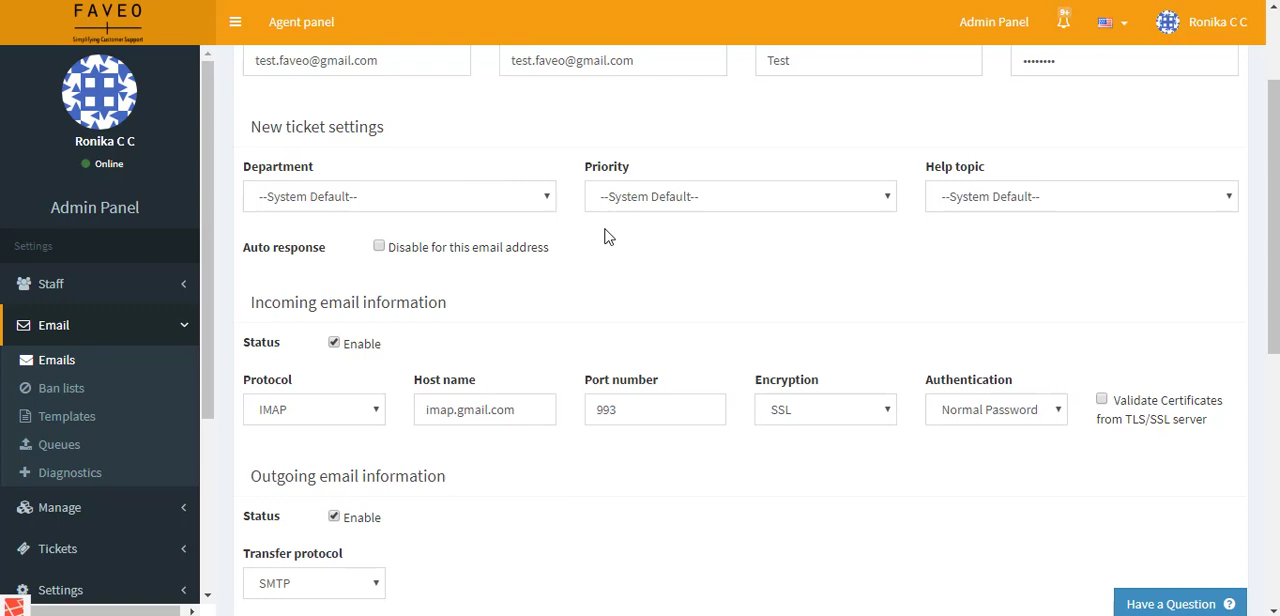 FAVEO
Simplifying Customer Support
Agent panel
Admin Panel
9+
Ronika C C
Ronika C C
Online
Admin Panel
Settings
Staff
Email
Emails
Ban lists
Templates
Queues
Diagnostics
Manage
Tickets
Settings
test.faveo@gmail.com
test.faveo@gmail.com
Test
••••••••
New ticket settings
Department
Priority
Help topic
--System Default--
--System Default--
--System Default--
Auto response
Disable for this email address
Incoming email information
Status
Enable
Protocol
Host name
Port number
Encryption
Authentication
IMAP
imap.gmail.com
993
SSL
Normal Password
Validate Certificates
from TLS/SSL server
Outgoing email information
Status
Enable
Transfer protocol
SMTP
Have a Question